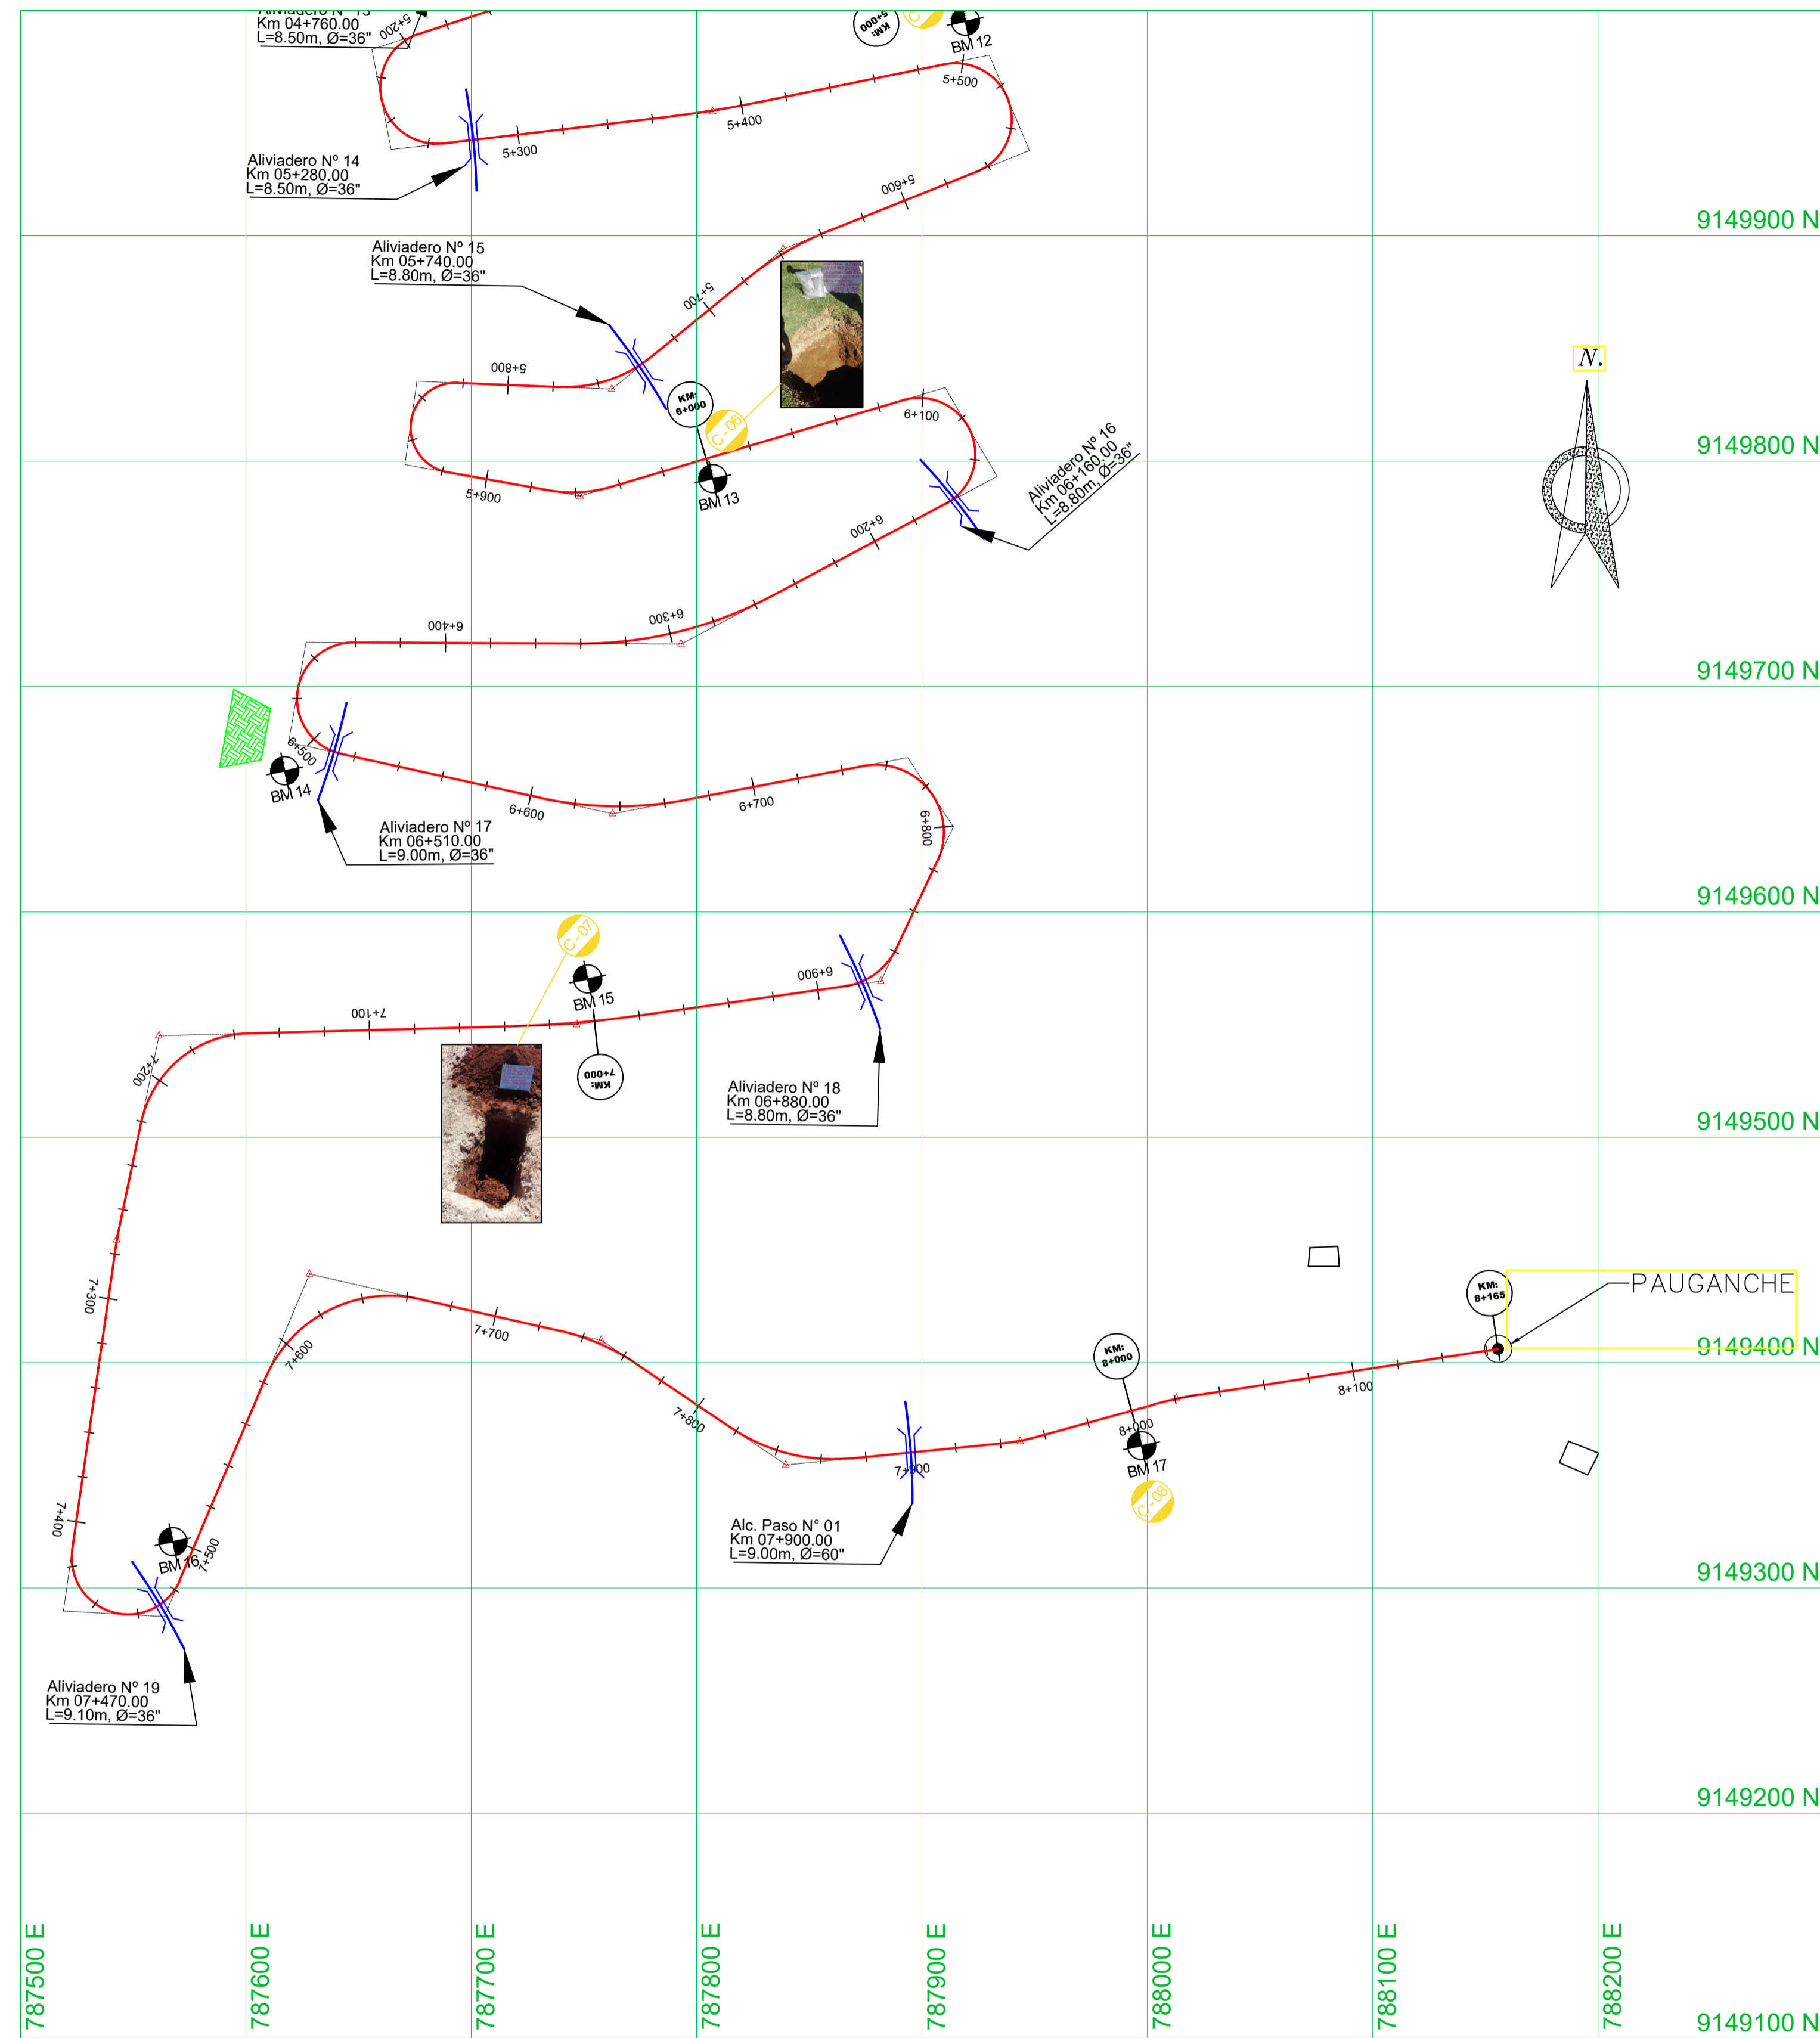 Aliviadero Nº 13
Km 04+760.00
L=8.50m, Ø=36"
5+200
KM:
5+000
BM 12
5+500
5+400
5+300
Aliviadero Nº 14
Km 05+280.00
L=8.50m, Ø=36"
5+600
9149900 N
Aliviadero Nº 15
Km 05+740.00
L=8.80m, Ø=36"
5+700
N.
5+800
KM:
6+000
C-06
6+100
Aliviadero Nº 16
Km 06+160.00
L=8.80m, Ø=36"
9149800 N
5+900
BM 13
6+200
6+300
6+400
9149700 N
6+500
BM 14
6+600
6+700
6+800
Aliviadero Nº 17
Km 06+510.00
L=9.00m, Ø=36"
9149600 N
C-07
6+900
BM 15
7+100
7+200
KM:
7+000
Aliviadero Nº 18
Km 06+880.00
L=8.80m, Ø=36"
9149500 N
7+300
KM:
8+165
PAUGANCHE
7+600
7+700
KM:
8+000
9149400 N
8+100
7+800
8+000
BM 17
7+900
C-08
7+400
Alc. Paso N° 01
Km 07+900.00
L=9.00m, Ø=60"
7+500
BM 16
9149300 N
Aliviadero Nº 19
Km 07+470.00
L=9.10m, Ø=36"
9149200 N
787500 E
787600 E
787700 E
787800 E
787900 E
788000 E
788100 E
788200 E
9149100 N